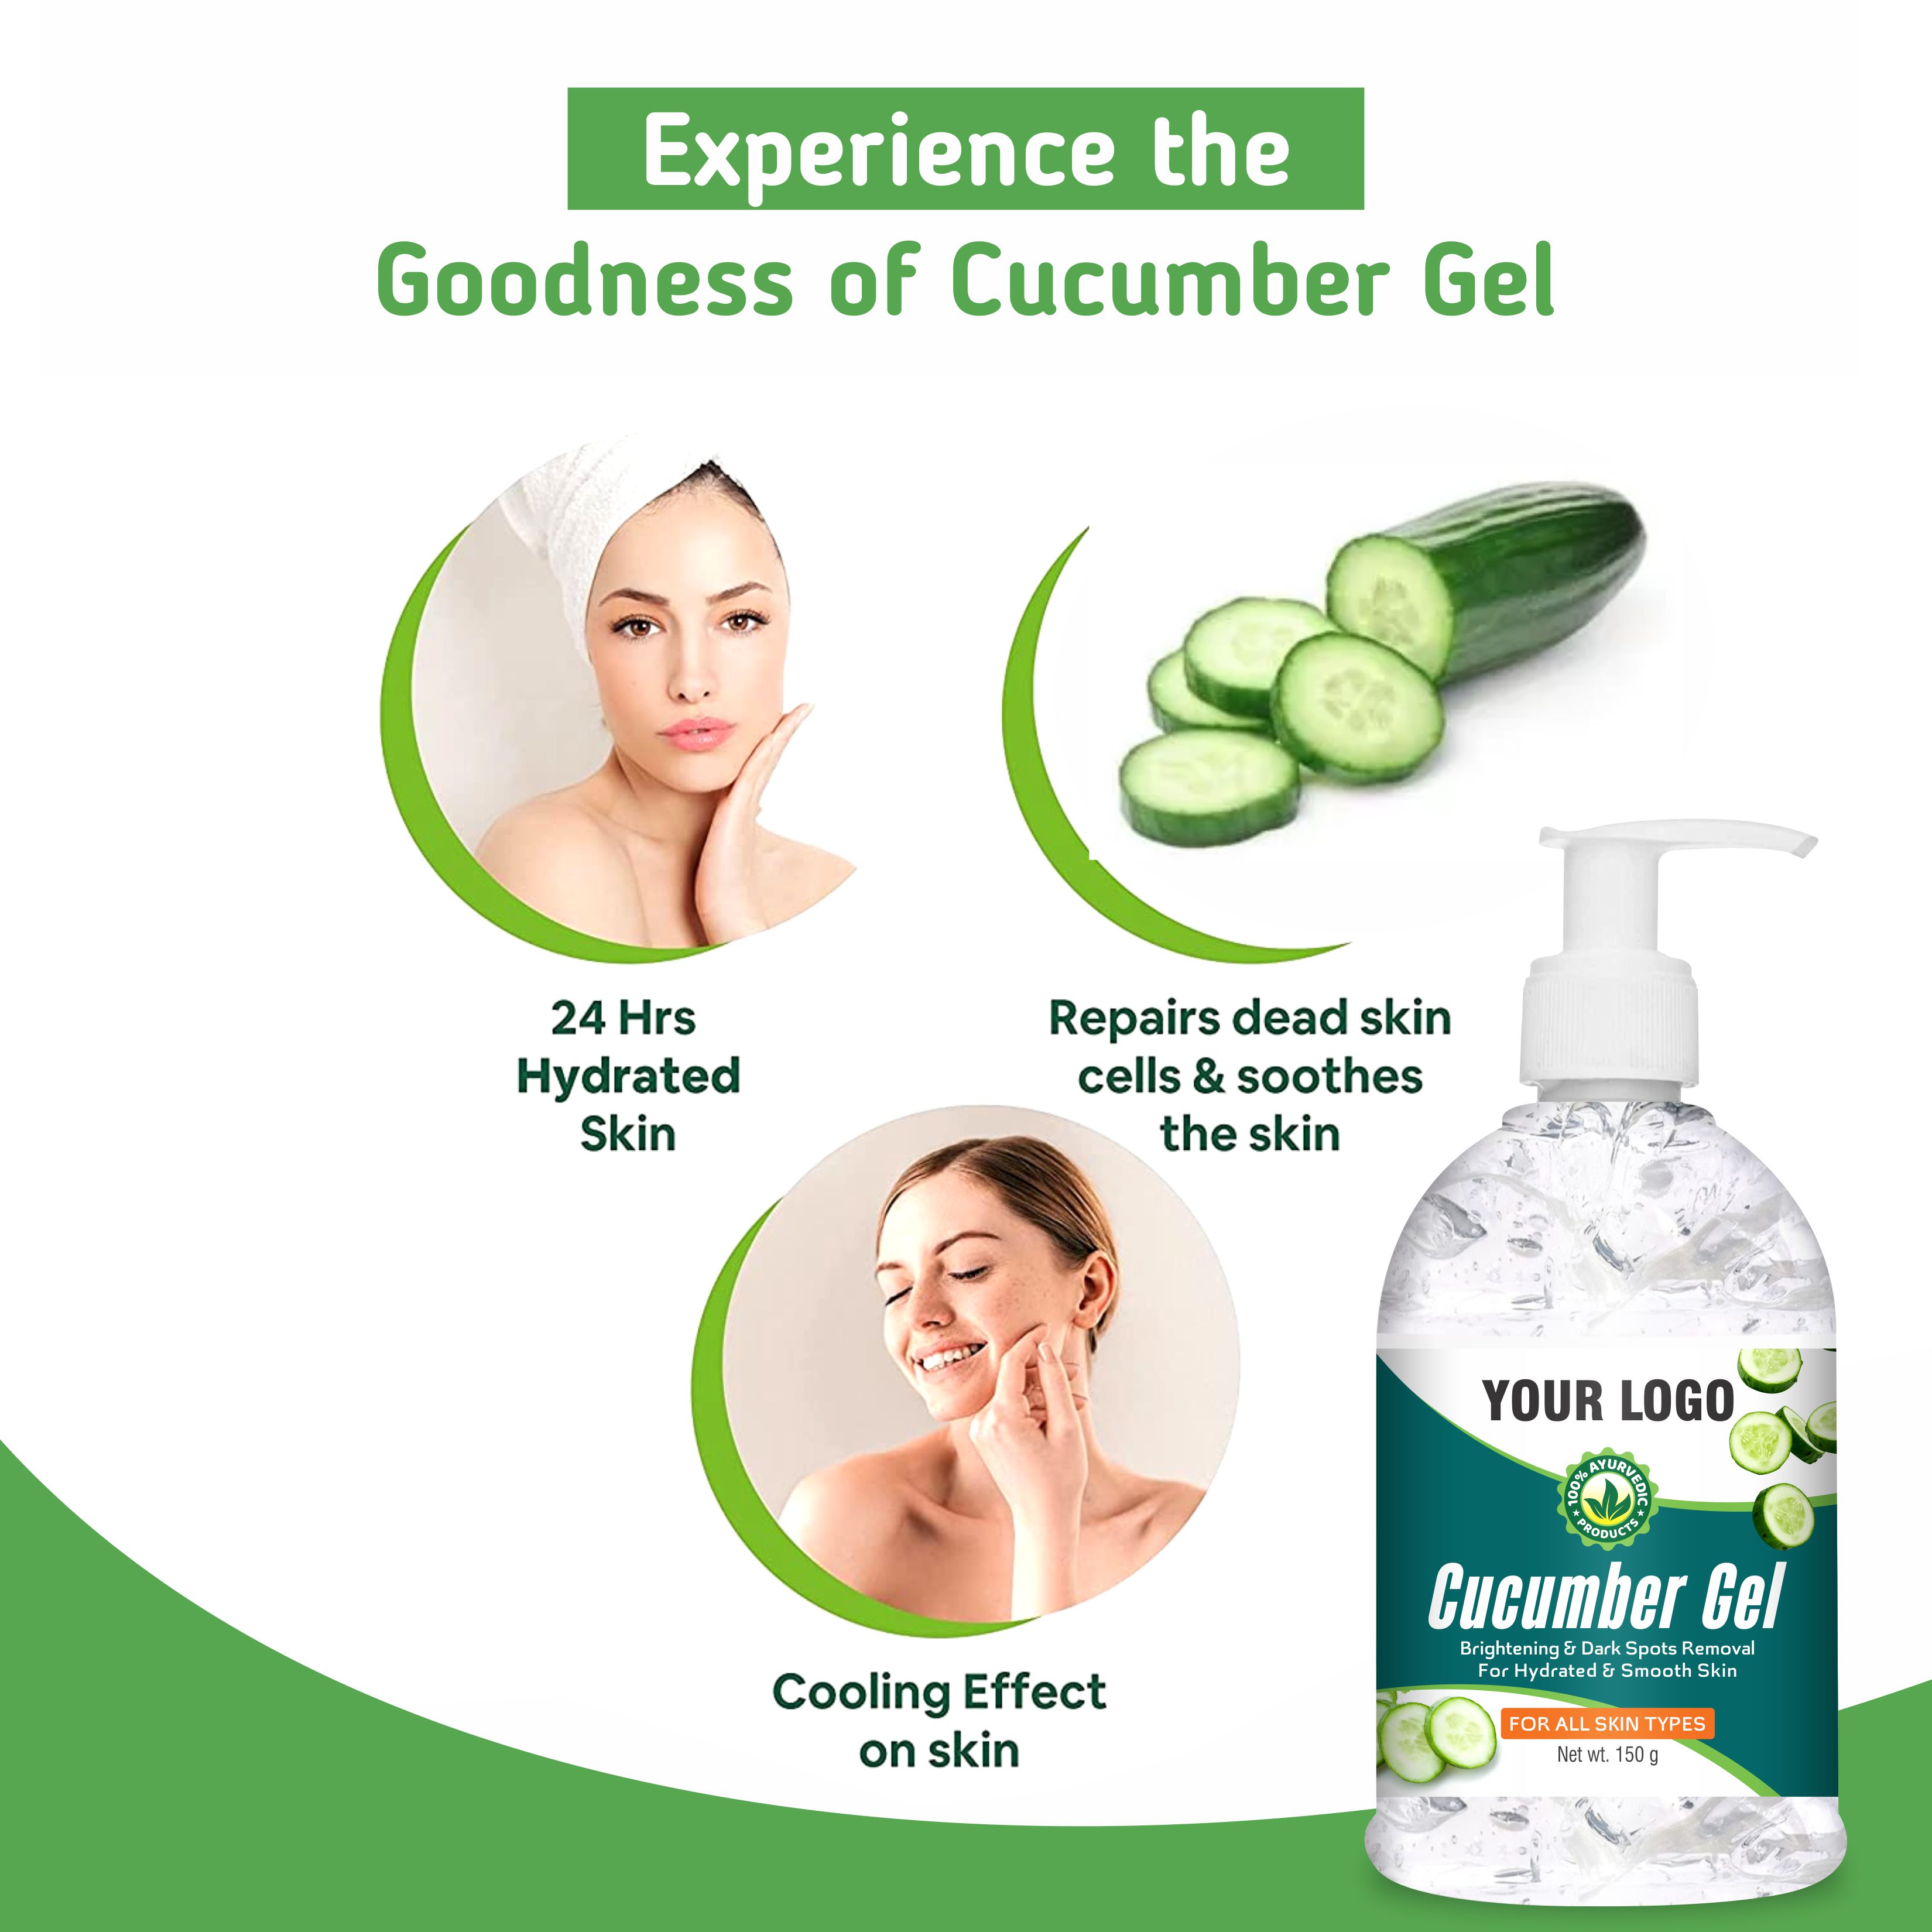 Experience the
Goodness of Cucumber Gel
24 Hrs
Hydrated
Skin
Repairs dead skin
cells & soothes
the skin
Cooling Effect
on skin
YOUR LOGO
100% AYURVEDIC
PRODUCTS
Cucumber Gel
Brightening & Dark Spots Removal
For Hydrated & Smooth Skin
FOR ALL SKIN TYPES
Net wt. 150 g